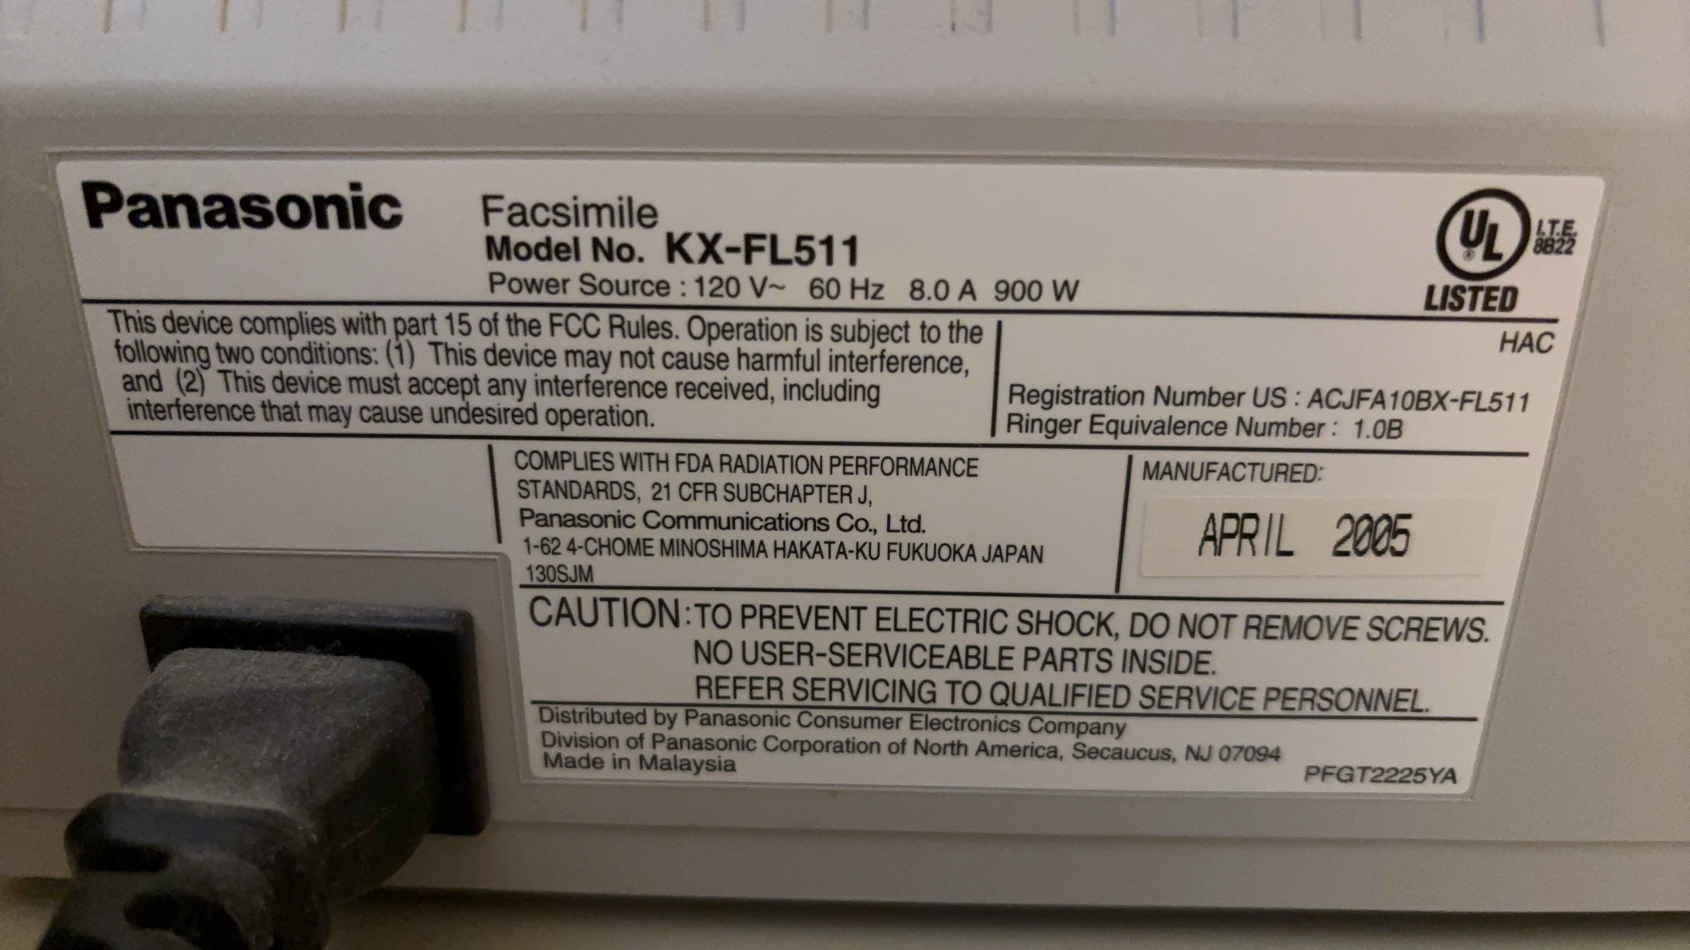 Panasonic
Facsimile
Model No. KX-FL511
Power Source : 120 V~ 60 Hz 8.0 A 900 W
UL
®
I.T.E.
8B22
LISTED
This device complies with part 15 of the FCC Rules. Operation is subject to the
following two conditions: (1) This device may not cause harmful interference,
and (2) This device must accept any interference received, including
interference that may cause undesired operation.
HAC
Registration Number US : ACJFA10BX-FL511
Ringer Equivalence Number : 1.0B
COMPLIES WITH FDA RADIATION PERFORMANCE
STANDARDS, 21 CFR SUBCHAPTER J,
Panasonic Communications Co., Ltd.
1-62 4-CHOME MINOSHIMA HAKATA-KU FUKUOKA JAPAN
130SJM
MANUFACTURED:
APRIL 2005
CAUTION: TO PREVENT ELECTRIC SHOCK, DO NOT REMOVE SCREWS.
NO USER-SERVICEABLE PARTS INSIDE.
REFER SERVICING TO QUALIFIED SERVICE PERSONNEL.
Distributed by Panasonic Consumer Electronics Company
Division of Panasonic Corporation of North America, Secaucus, NJ 07094
Made in Malaysia
PFGT2225YA